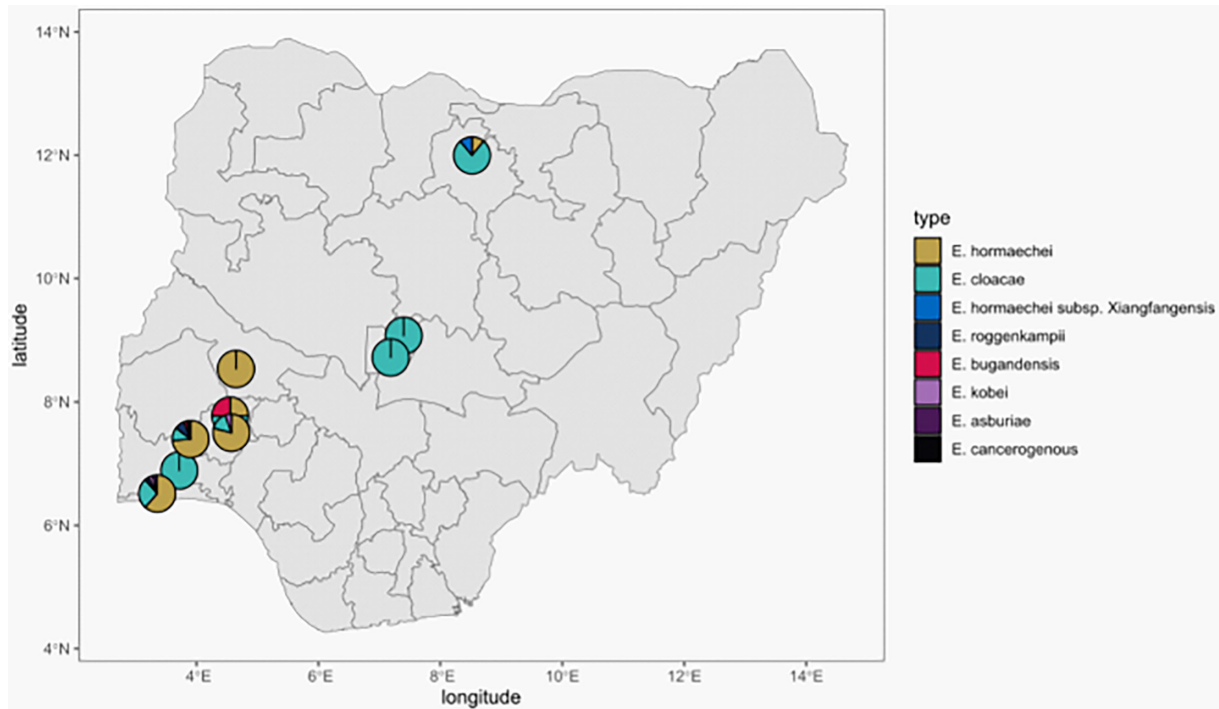 14°N
12°N
10°N
8°N
6°N
4°N
latitude
4°E
6°E
8°E
10°E
12°E
14°E
longitude
type
E. hormaechei
E. cloacae
E. hormaechei subsp. Xiangfangensis
E. roggenkampii
E. bugandensis
E. kobei
E. asburiae
E. cancerogenous